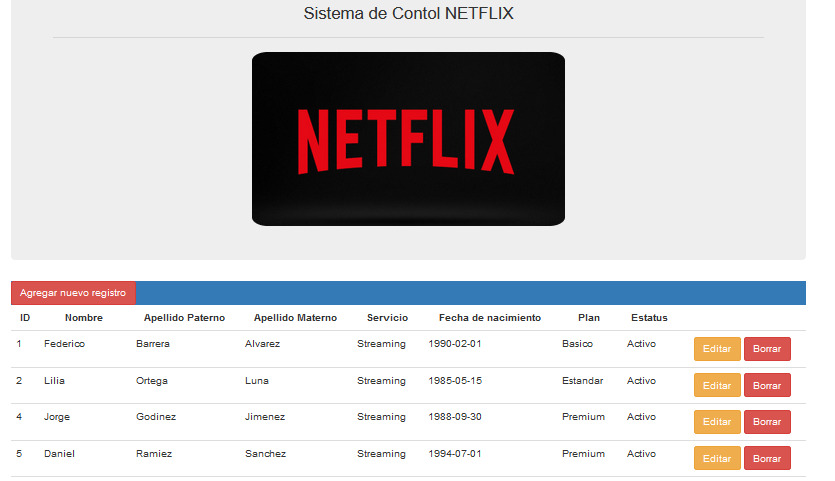 Sistema de Contol NETFLIX
NETFLIX
Agregar nuevo registro
ID Nombre Apellido Paterno Apellido Materno Servicio Fecha de nacimiento Plan Estatus
1 Federico Barrera Alvarez Streaming 1990-02-01 Basico Activo Editar Borrar
2 Lilia Ortega Luna Streaming 1985-05-15 Estandar Activo Editar Borrar
4 Jorge Godinez Jimenez Streaming 1988-09-30 Premium Activo Editar Borrar
5 Daniel Ramiez Sanchez Streaming 1994-07-01 Premium Activo Editar Borrar